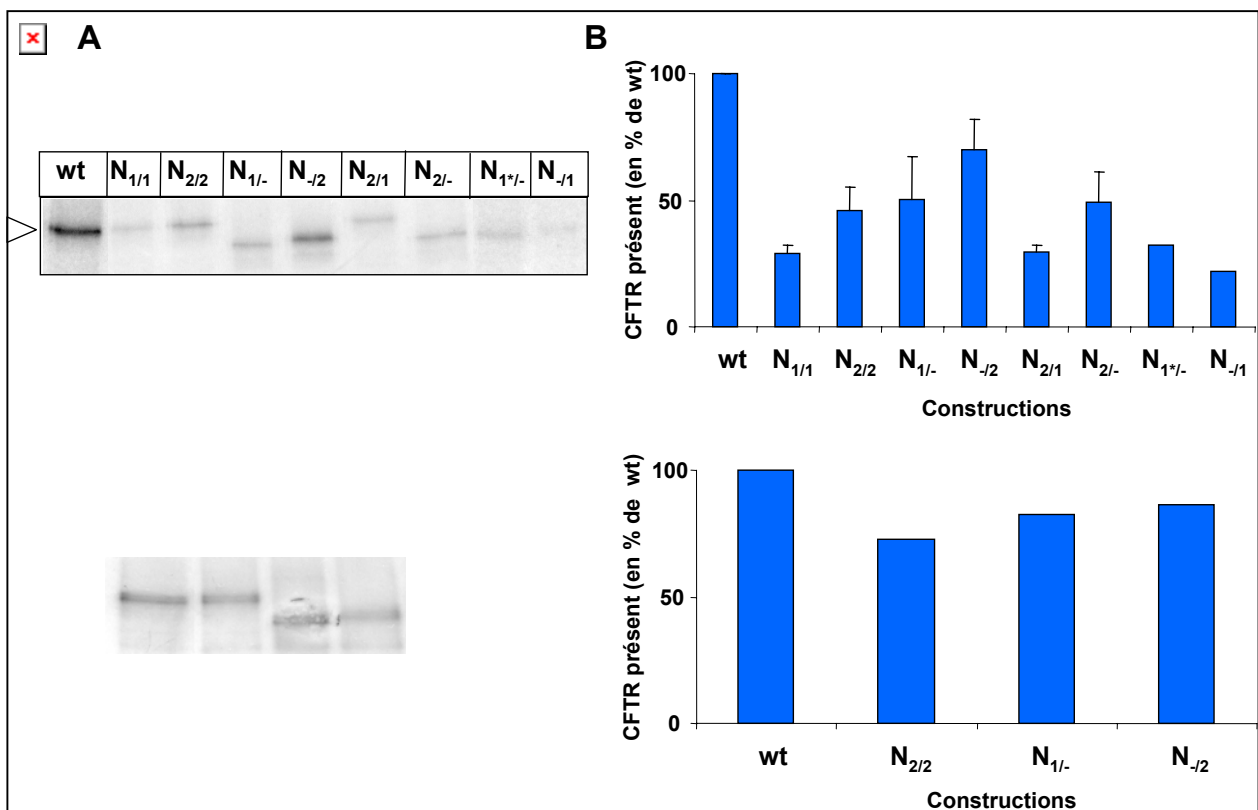 A
wt N1/1 N2/2 N1/- N-/2 N2/1 N2/- N1*/- N-/1
B
CFTR présent (en % de wt)
100
50
0
wt N1/1 N2/2 N1/- N-/2 N2/1 N2/- N1*/- N-/1
Constructions
CFTR présent (en % de wt)
100
50
0
wt N2/2 N1/- N-/2
Constructions